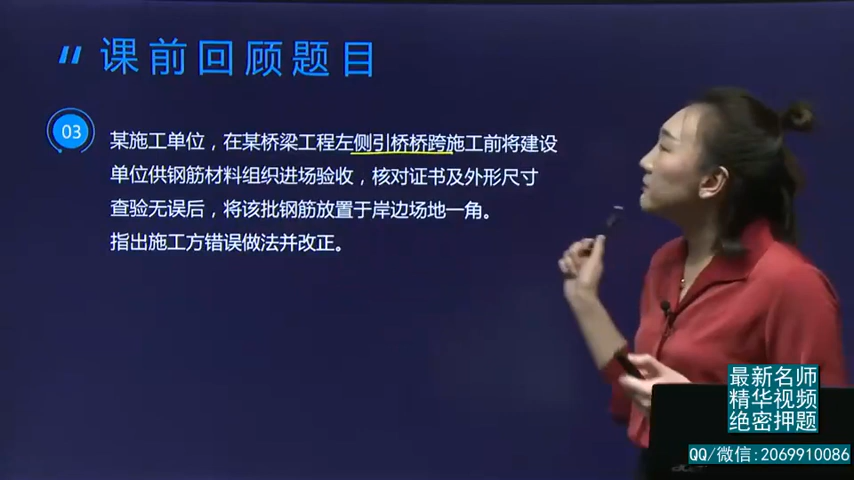 课前回顾题目
03
某施工单位，在某桥梁工程左侧引桥桥跨施工前将建设
单位供钢筋材料组织进场验收，核对证书及外形尺寸
查验无误后，将该批钢筋放置于岸边场地一角。
指出施工方错误做法并改正。
最新名师
精华视频
绝密押题
QQ/微信:2069910086